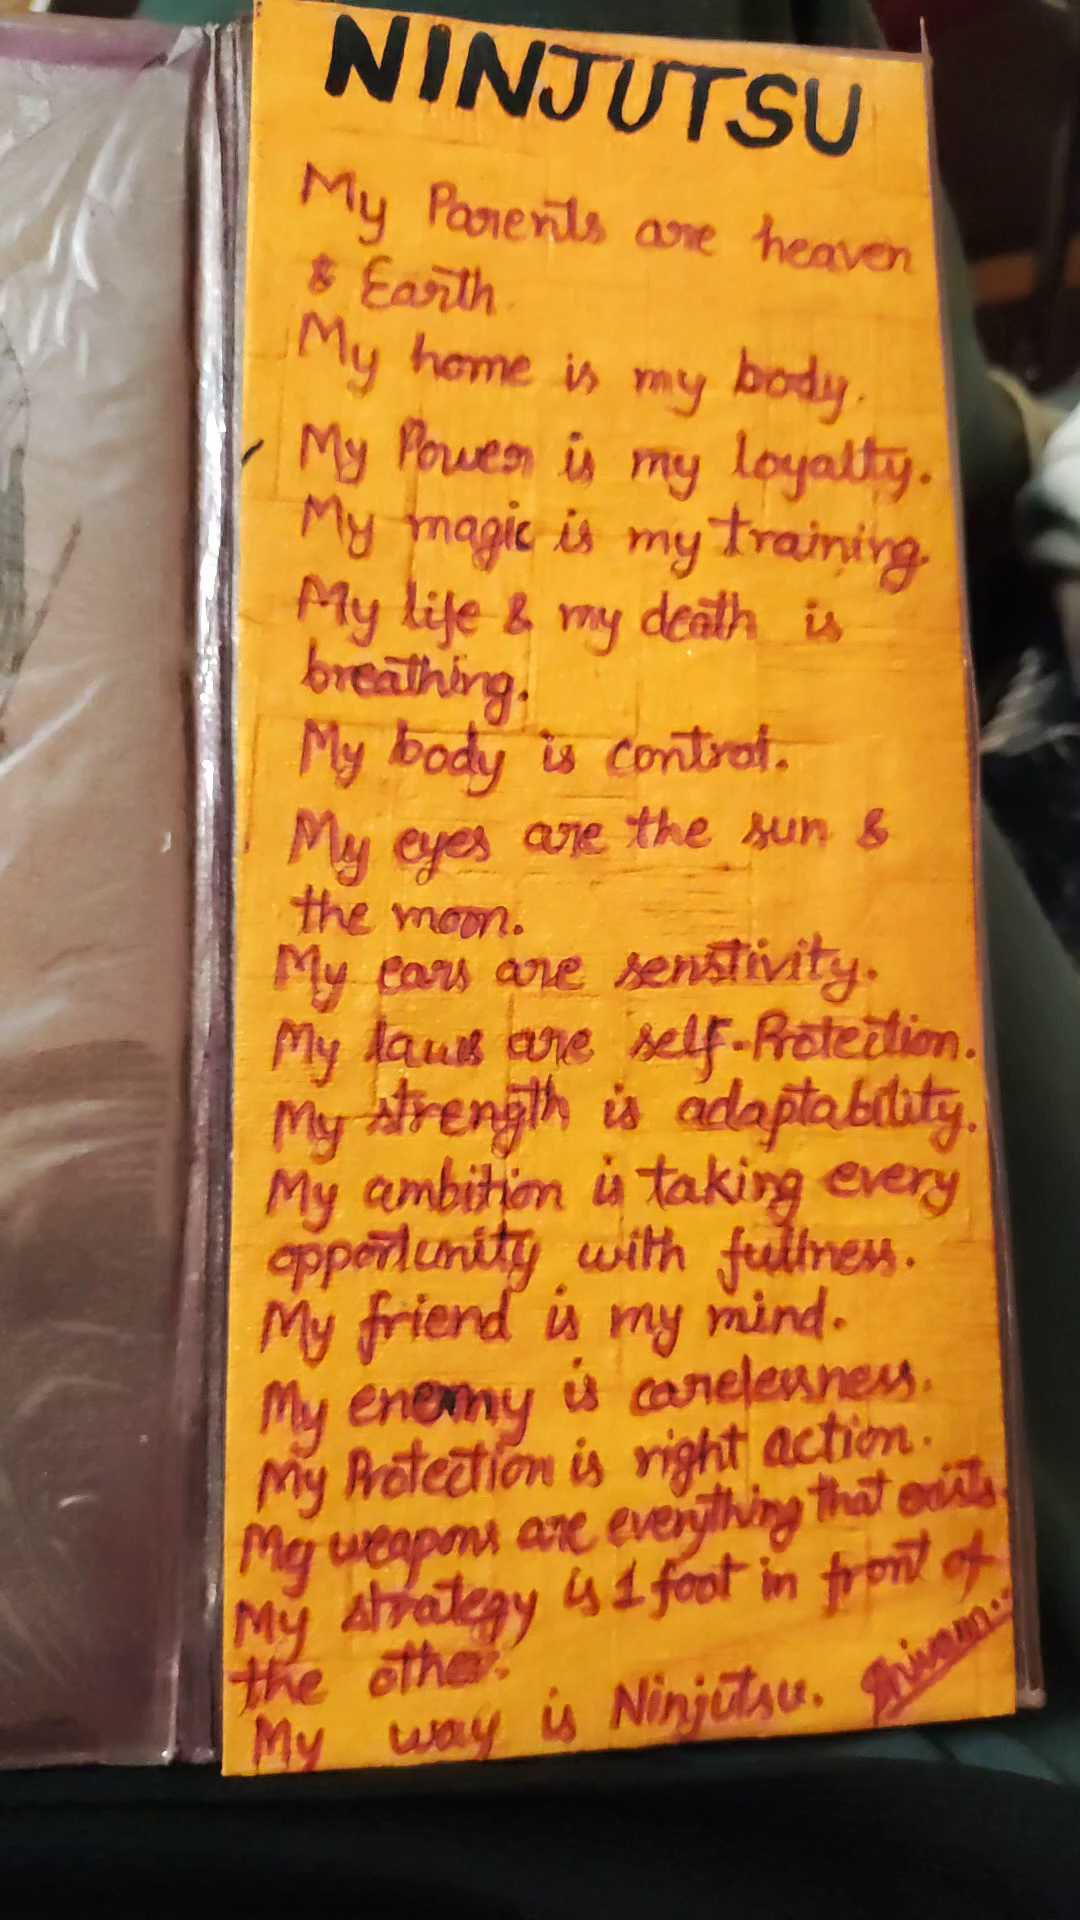 NINJUTSU
My Parents are heaven
& Earth.
My home is my body.
My Power is my loyalty.
My magic is my training.
My life & my death is
breathing.
My body is control.
My eyes are the sun &
the moon.
My ears are senstivity.
My laws are self-Protection.
My strength is adaptability.
My ambition is taking every
opportunity with fullness.
My friend is my mind.
My enemy is carelessness.
My Protection is right action.
My weapons are everything that exists.
My strategy is 1 foot in front of
the other.
My way is Ninjutsu.
Shivam..